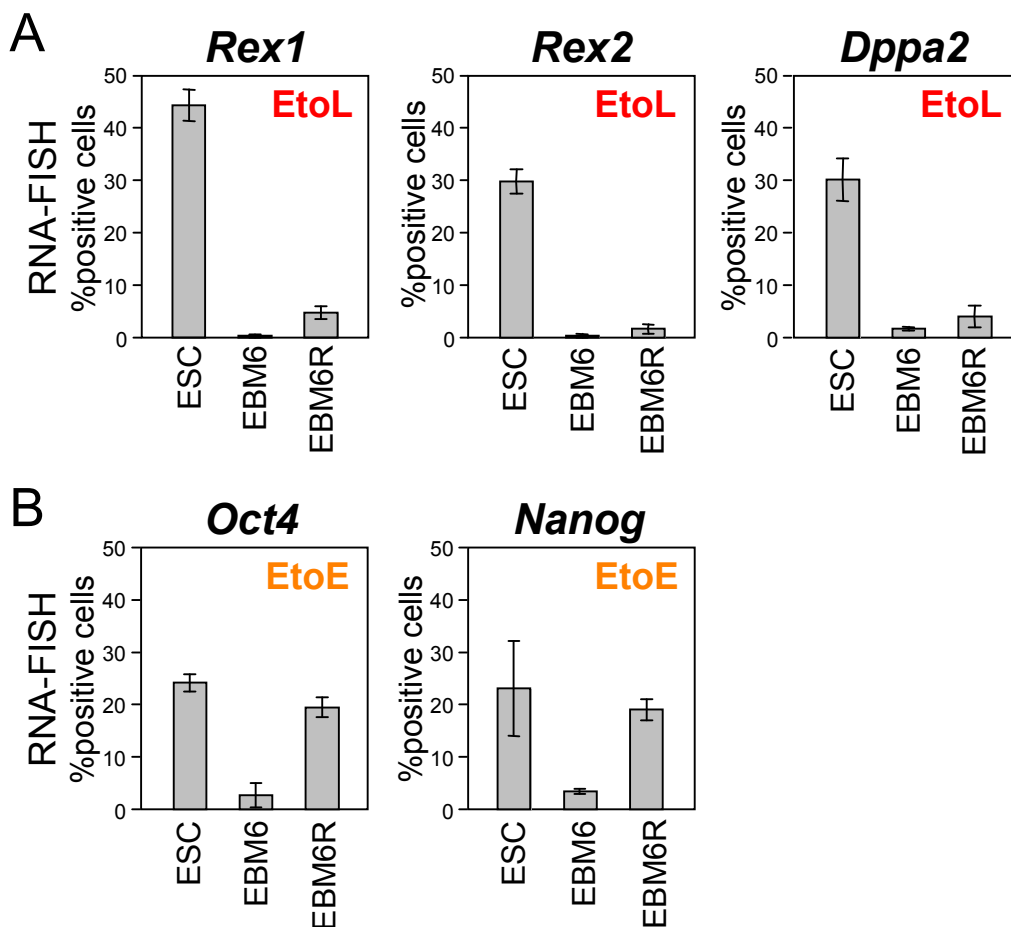 A
Rex1
Rex2
Dppa2
RNA-FISH
%positive cells
50
40
30
20
10
0
EtoL
ESC
EBM6
EBM6R
%positive cells
50
40
30
20
10
0
EtoL
ESC
EBM6
EBM6R
%positive cells
50
40
30
20
10
0
EtoL
ESC
EBM6
EBM6R
B
Oct4
Nanog
RNA-FISH
%positive cells
50
40
30
20
10
0
EtoE
ESC
EBM6
EBM6R
%positive cells
50
40
30
20
10
0
EtoE
ESC
EBM6
EBM6R